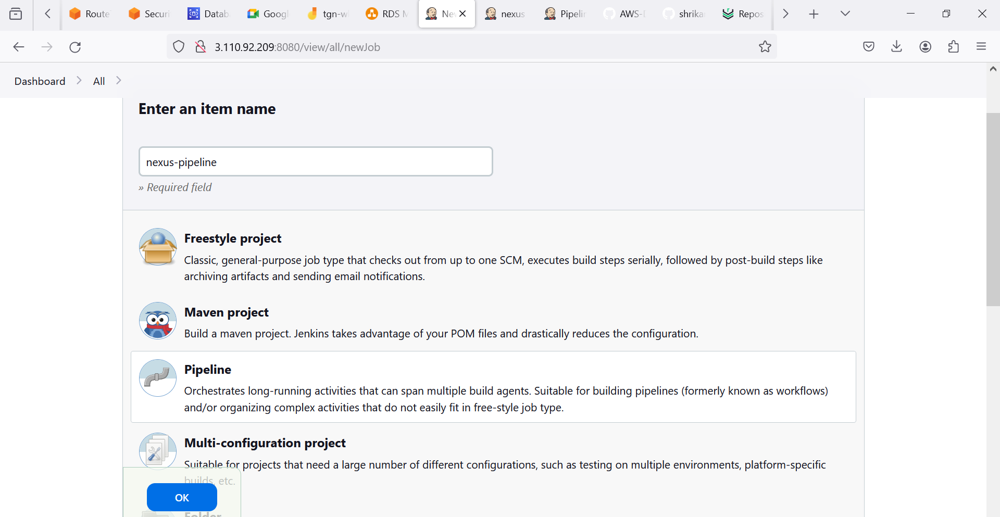 Route
Securi
Datab
Googl
tgn-w
RDS M
Nev
nexus
Pipelin
AWS-D
shrika
Repos
3.110.92.209:8080/view/all/newJob
Dashboard
All
Enter an item name
nexus-pipeline
» Required field
Freestyle project
Classic, general-purpose job type that checks out from up to one SCM, executes build steps serially, followed by post-build steps like
archiving artifacts and sending email notifications.
Maven project
Build a maven project. Jenkins takes advantage of your POM files and drastically reduces the configuration.
Pipeline
Orchestrates long-running activities that can span multiple build agents. Suitable for building pipelines (formerly known as workflows)
and/or organizing complex activities that do not easily fit in free-style job type.
Multi-configuration project
Suitable for projects that need a large number of different configurations, such as testing on multiple environments, platform-specific
builds, etc.
OK
Folder